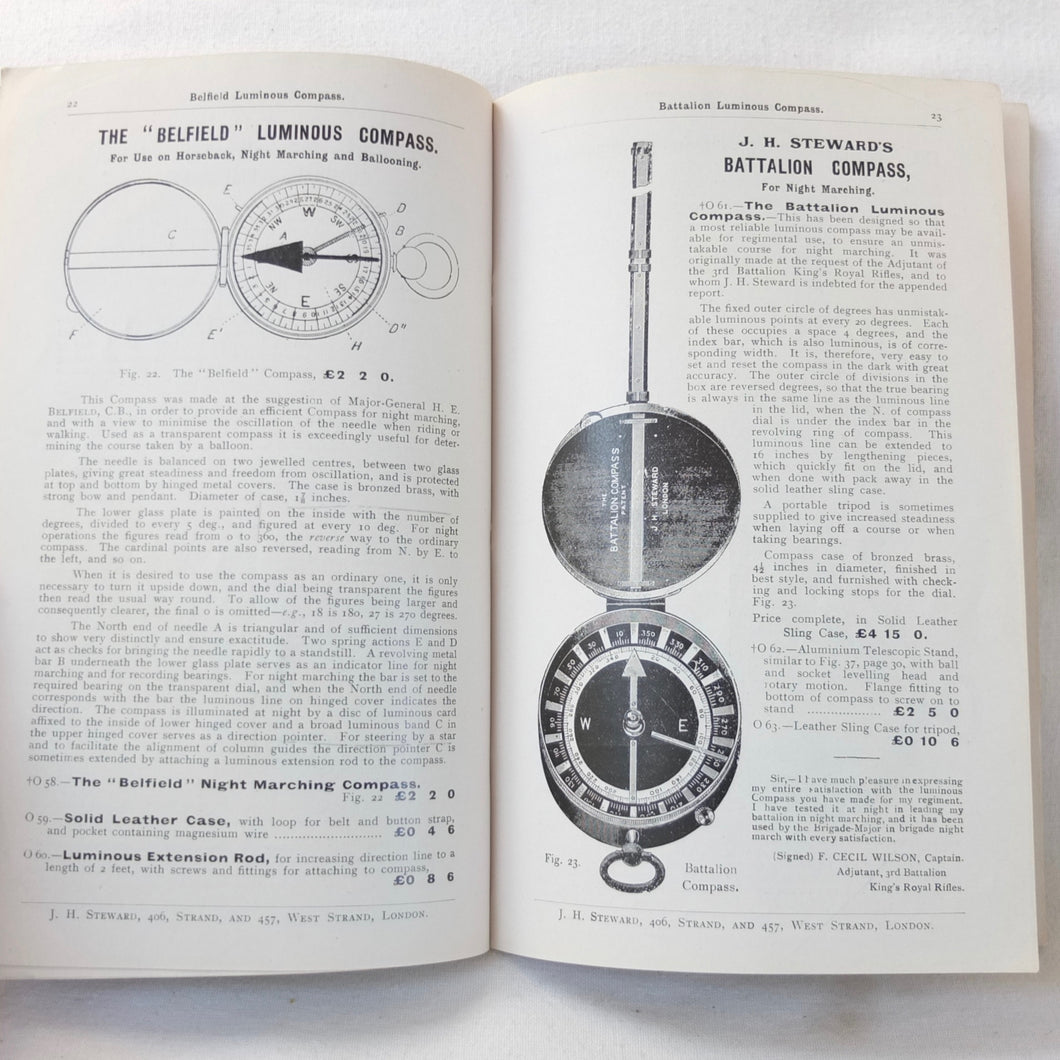 22
Belfield Luminous Compass.
THE "BELFIELD" LUMINOUS COMPASS.
For Use on Horseback, Night Marching and Ballooning.
E
D
B
C
A
W
NW
SW
S
SE
E
NE
F
E'
H
D"
Fig. 22. The "Belfield" Compass, £2 2 0.
This Compass was made at the suggestion of Major-General H. E.
BELFIELD, C.B., in order to provide an efficient Compass for night marching,
and with a view to minimise the oscillation of the needle when riding or
walking. Used as a transparent compass it is exceedingly useful for deter-
mining the course taken by a balloon.
The needle is balanced on two jewelled centres, between two glass
plates, giving great steadiness and freedom from oscillation, and is protected
at top and bottom by hinged metal covers. The case is bronzed brass, with
strong bow and pendant. Diameter of case, 1⅞ inches.
The lower glass plate is painted on the inside with the number of
degrees, divided to every 5 deg., and figured at every 10 deg. For night
operations the figures read from 0 to 360, the reverse way to the ordinary
compass. The cardinal points are also reversed, reading from N. by E. to
the left, and so on.
When it is desired to use the compass as an ordinary one, it is only
necessary to turn it upside down, and the dial being transparent the figures
then read the usual way round. To allow of the figures being larger and
consequently clearer, the final 0 is omitted—e.g., 18 is 180, 27 is 270 degrees.
The North end of needle A is triangular and of sufficient dimensions
to show very distinctly and ensure exactitude. Two spring actions E and D
act as checks for bringing the needle rapidly to a standstill. A revolving metal
bar B underneath the lower glass plate serves as an indicator line for night
marching and for recording bearings. For night marching the bar is set to the
required bearing on the transparent dial, and when the North end of needle
corresponds with the bar the luminous line on hinged cover indicates the
direction. The compass is illuminated at night by a disc of luminous card
affixed to the inside of lower hinged cover and a broad luminous band C in
the upper hinged cover serves as a direction pointer. For steering by a star
and to facilitate the alignment of column guides the direction pointer C is
sometimes extended by attaching a luminous extension rod to the compass.
†O 58.—The "Belfield" Night Marching Compass.
Fig. 22 £2 2 0
O 59.—Solid Leather Case, with loop for belt and button strap,
and pocket containing magnesium wire .............................. £0 4 6
O 60.—Luminous Extension Rod, for increasing direction line to a
length of 2 feet, with screws and fittings for attaching to compass,
£0 8 6
J. H. STEWARD, 406, STRAND, AND 457, WEST STRAND, LONDON.
Battalion Luminous Compass.
23
J. H. STEWARD'S
BATTALION COMPASS,
For Night Marching.
†O 61.—The Battalion Luminous
Compass.—This has been designed so that
a most reliable luminous compass may be avail-
able for regimental use, to ensure an unmis-
takable course for night marching. It was
originally made at the request of the Adjutant of
the 3rd Battalion King's Royal Rifles, and to
whom J. H. Steward is indebted for the appended
report.
The fixed outer circle of degrees has unmistak-
able luminous points at every 20 degrees. Each
of these occupies a space 4 degrees, and the
index bar, which is also luminous, is of corre-
sponding width. It is, therefore, very easy to
set and reset the compass in the dark with great
accuracy. The outer circle of divisions in the
box are reversed degrees, so that the true bearing
is always in the same line as the luminous line
in the lid, when the N. of compass
dial is under the index bar in the
revolving ring of compass. This
luminous line can be extended to
16 inches by lengthening pieces,
which quickly fit on the lid, and
when done with pack away in the
solid leather sling case.
A portable tripod is sometimes
supplied to give increased steadiness
when laying off a course or when
taking bearings.
Compass case of bronzed brass,
4½ inches in diameter, finished in
best style, and furnished with check-
ing and locking stops for the dial.
Fig. 23.
Price complete, in Solid Leather
Sling Case, £4 15 0.
†O 62.—Aluminium Telescopic Stand,
similar to Fig. 37, page 30, with ball
and socket levelling head and
rotary motion. Flange fitting to
bottom of compass to screw on to
stand .................. £2 5 0
O 63.—Leather Sling Case for tripod,
£0 10 6
Sir,—I have much pleasure in expressing
my entire satisfaction with the luminous
Compass you have made for my regiment.
I have tested it at night in leading my
battalion in night marching, and it has been
used by the Brigade-Major in brigade night
march with every satisfaction.
(Signed) F. CECIL WILSON, Captain.
Adjutant, 3rd Battalion
King's Royal Rifles.
THE
BATTALION COMPASS
PATENT
J. H. STEWARD
LONDON
10
350
W
E
Fig. 23.
Battalion
Compass.
J. H. STEWARD, 406, STRAND, AND 457, WEST STRAND, LONDON.